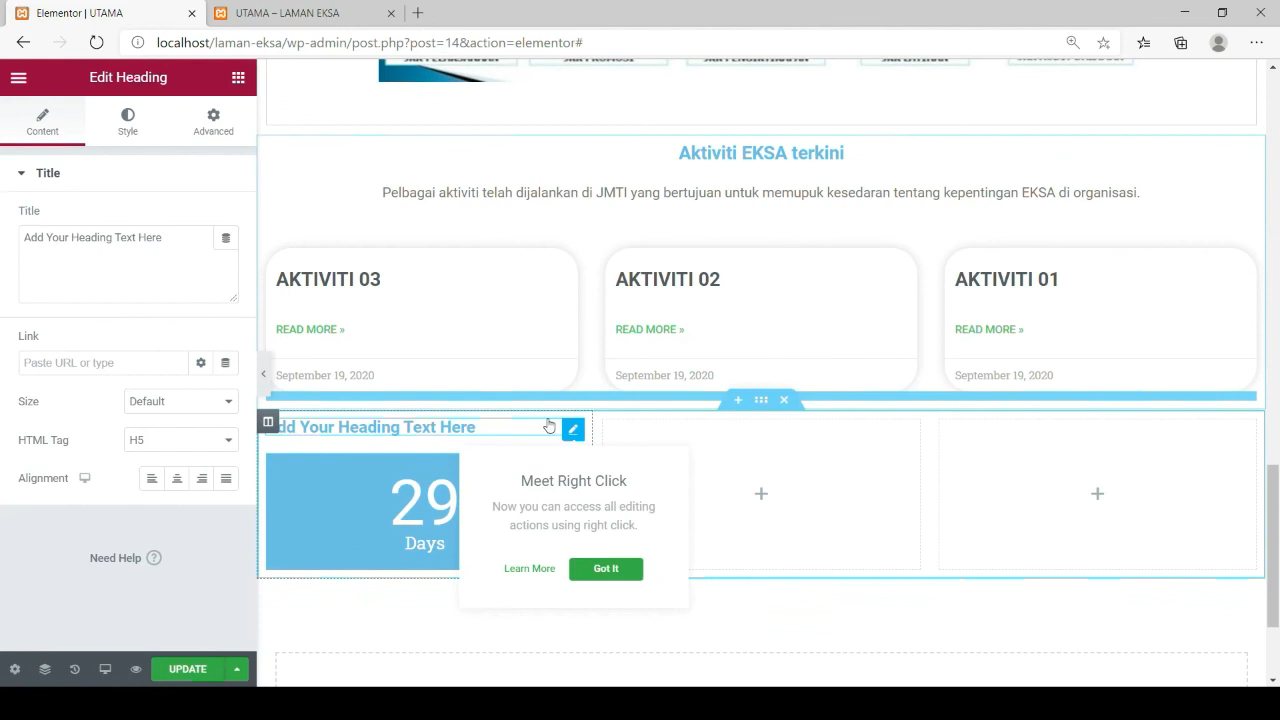 Elementor | UTAMA
UTAMA – LAMAN EKSA
localhost/laman-eksa/wp-admin/post.php?post=14&action=elementor#
Edit Heading
Content
Style
Advanced
Title
Title
Add Your Heading Text Here
Link
Paste URL or type
Size
Default
HTML Tag
H5
Alignment
Need Help
UPDATE
Aktiviti EKSA terkini
Pelbagai aktiviti telah dijalankan di JMTI yang bertujuan untuk memupuk kesedaran tentang kepentingan EKSA di organisasi.
AKTIVITI 03
READ MORE »
September 19, 2020
AKTIVITI 02
READ MORE »
September 19, 2020
AKTIVITI 01
READ MORE »
September 19, 2020
dd Your Heading Text Here
29
Days
Meet Right Click
Now you can access all editing
actions using right click.
Learn More
Got It